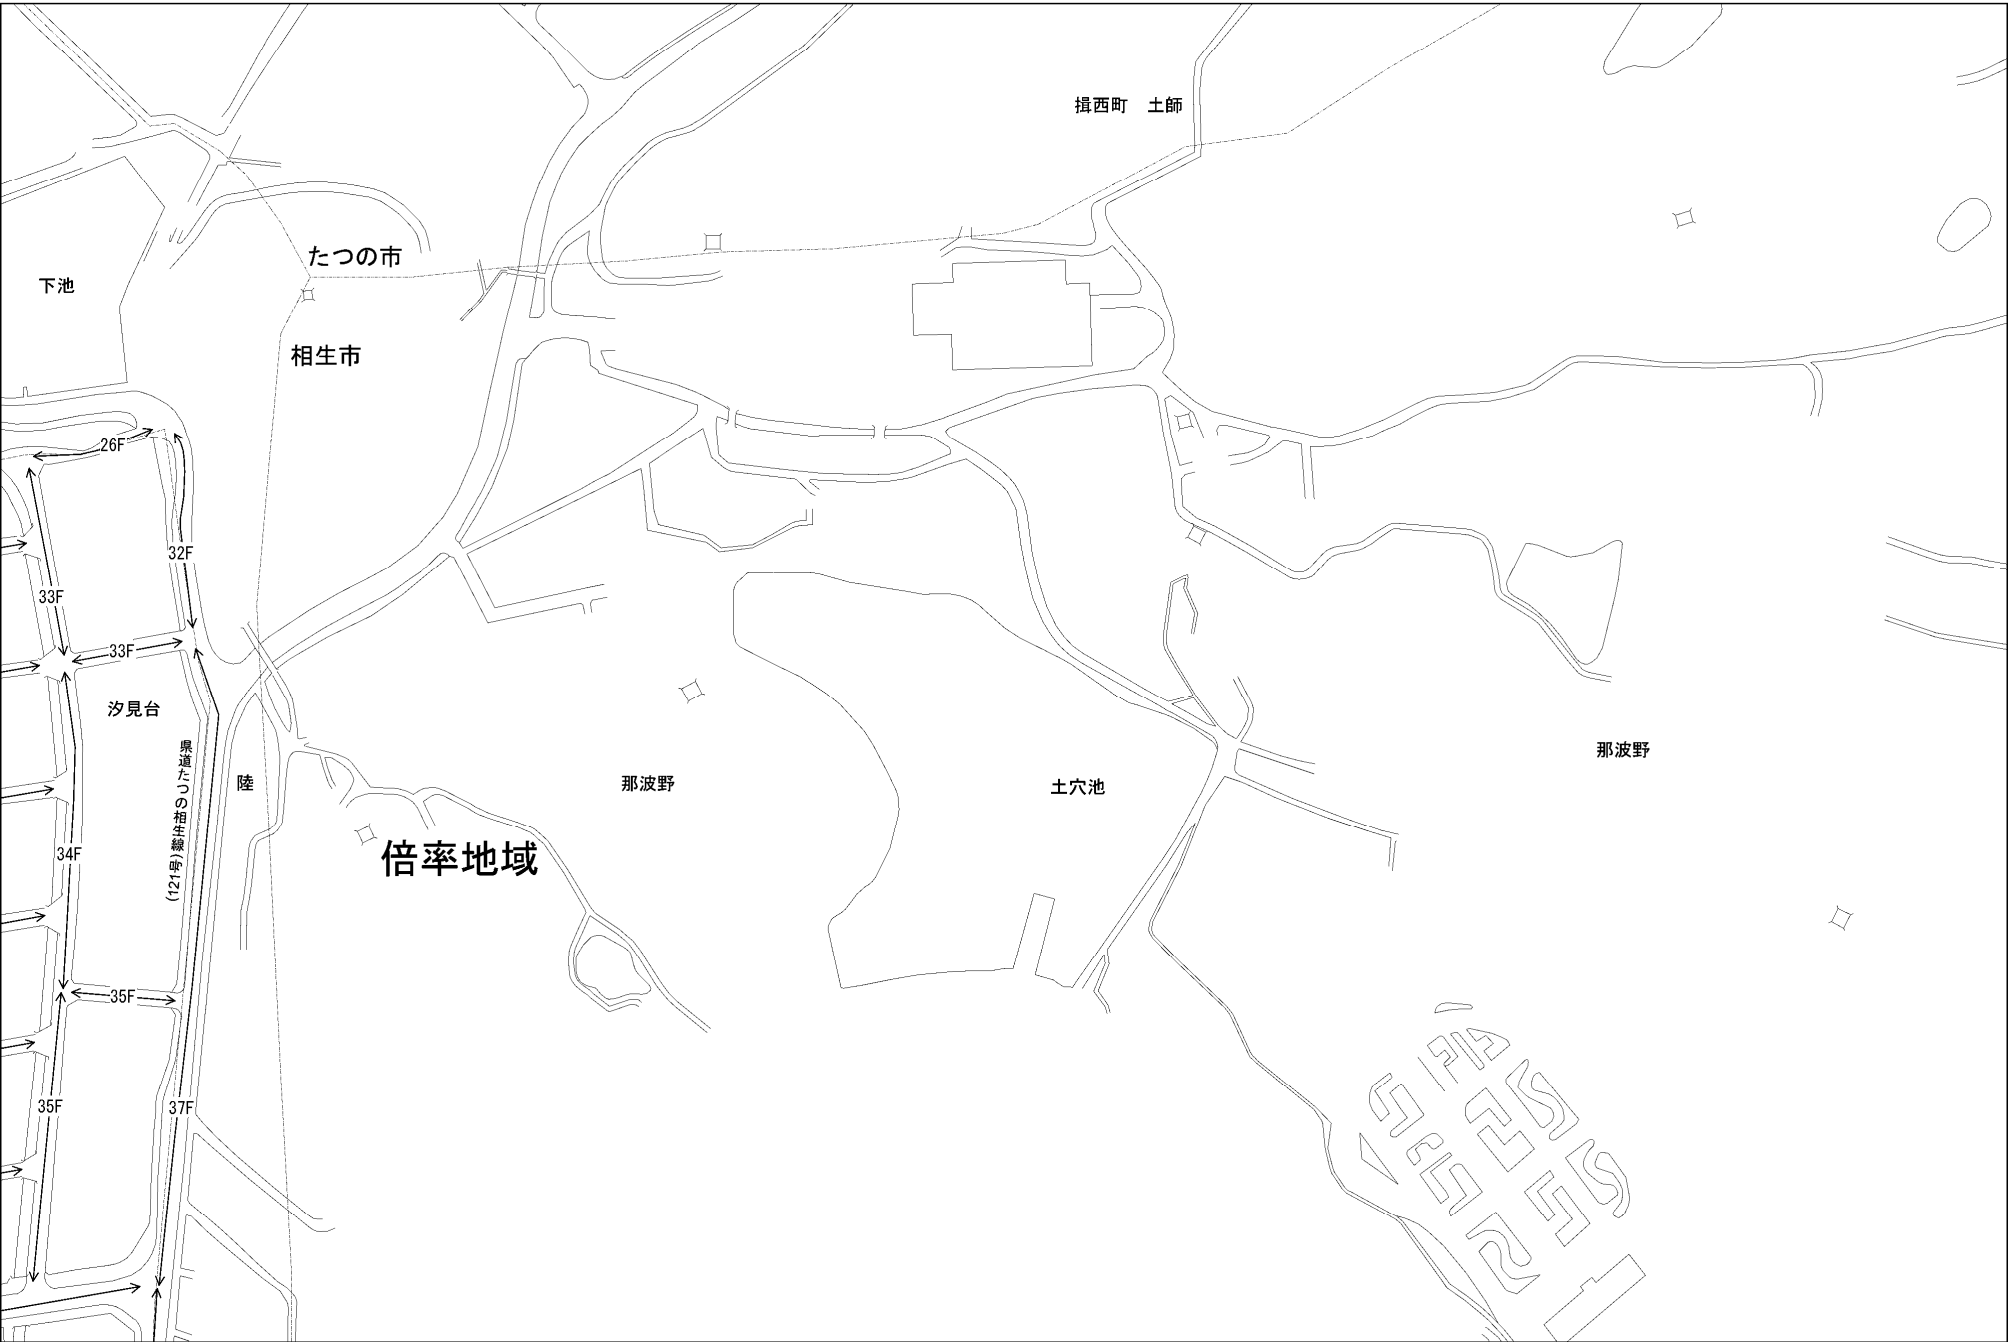 揖西町　土師
たつの市
下池
相生市
26F
32F
33F
33F
汐見台
県道たつの相生線
(121号)
陸
那波野
土穴池
那波野
34F
倍率地域
35F
35F
37F